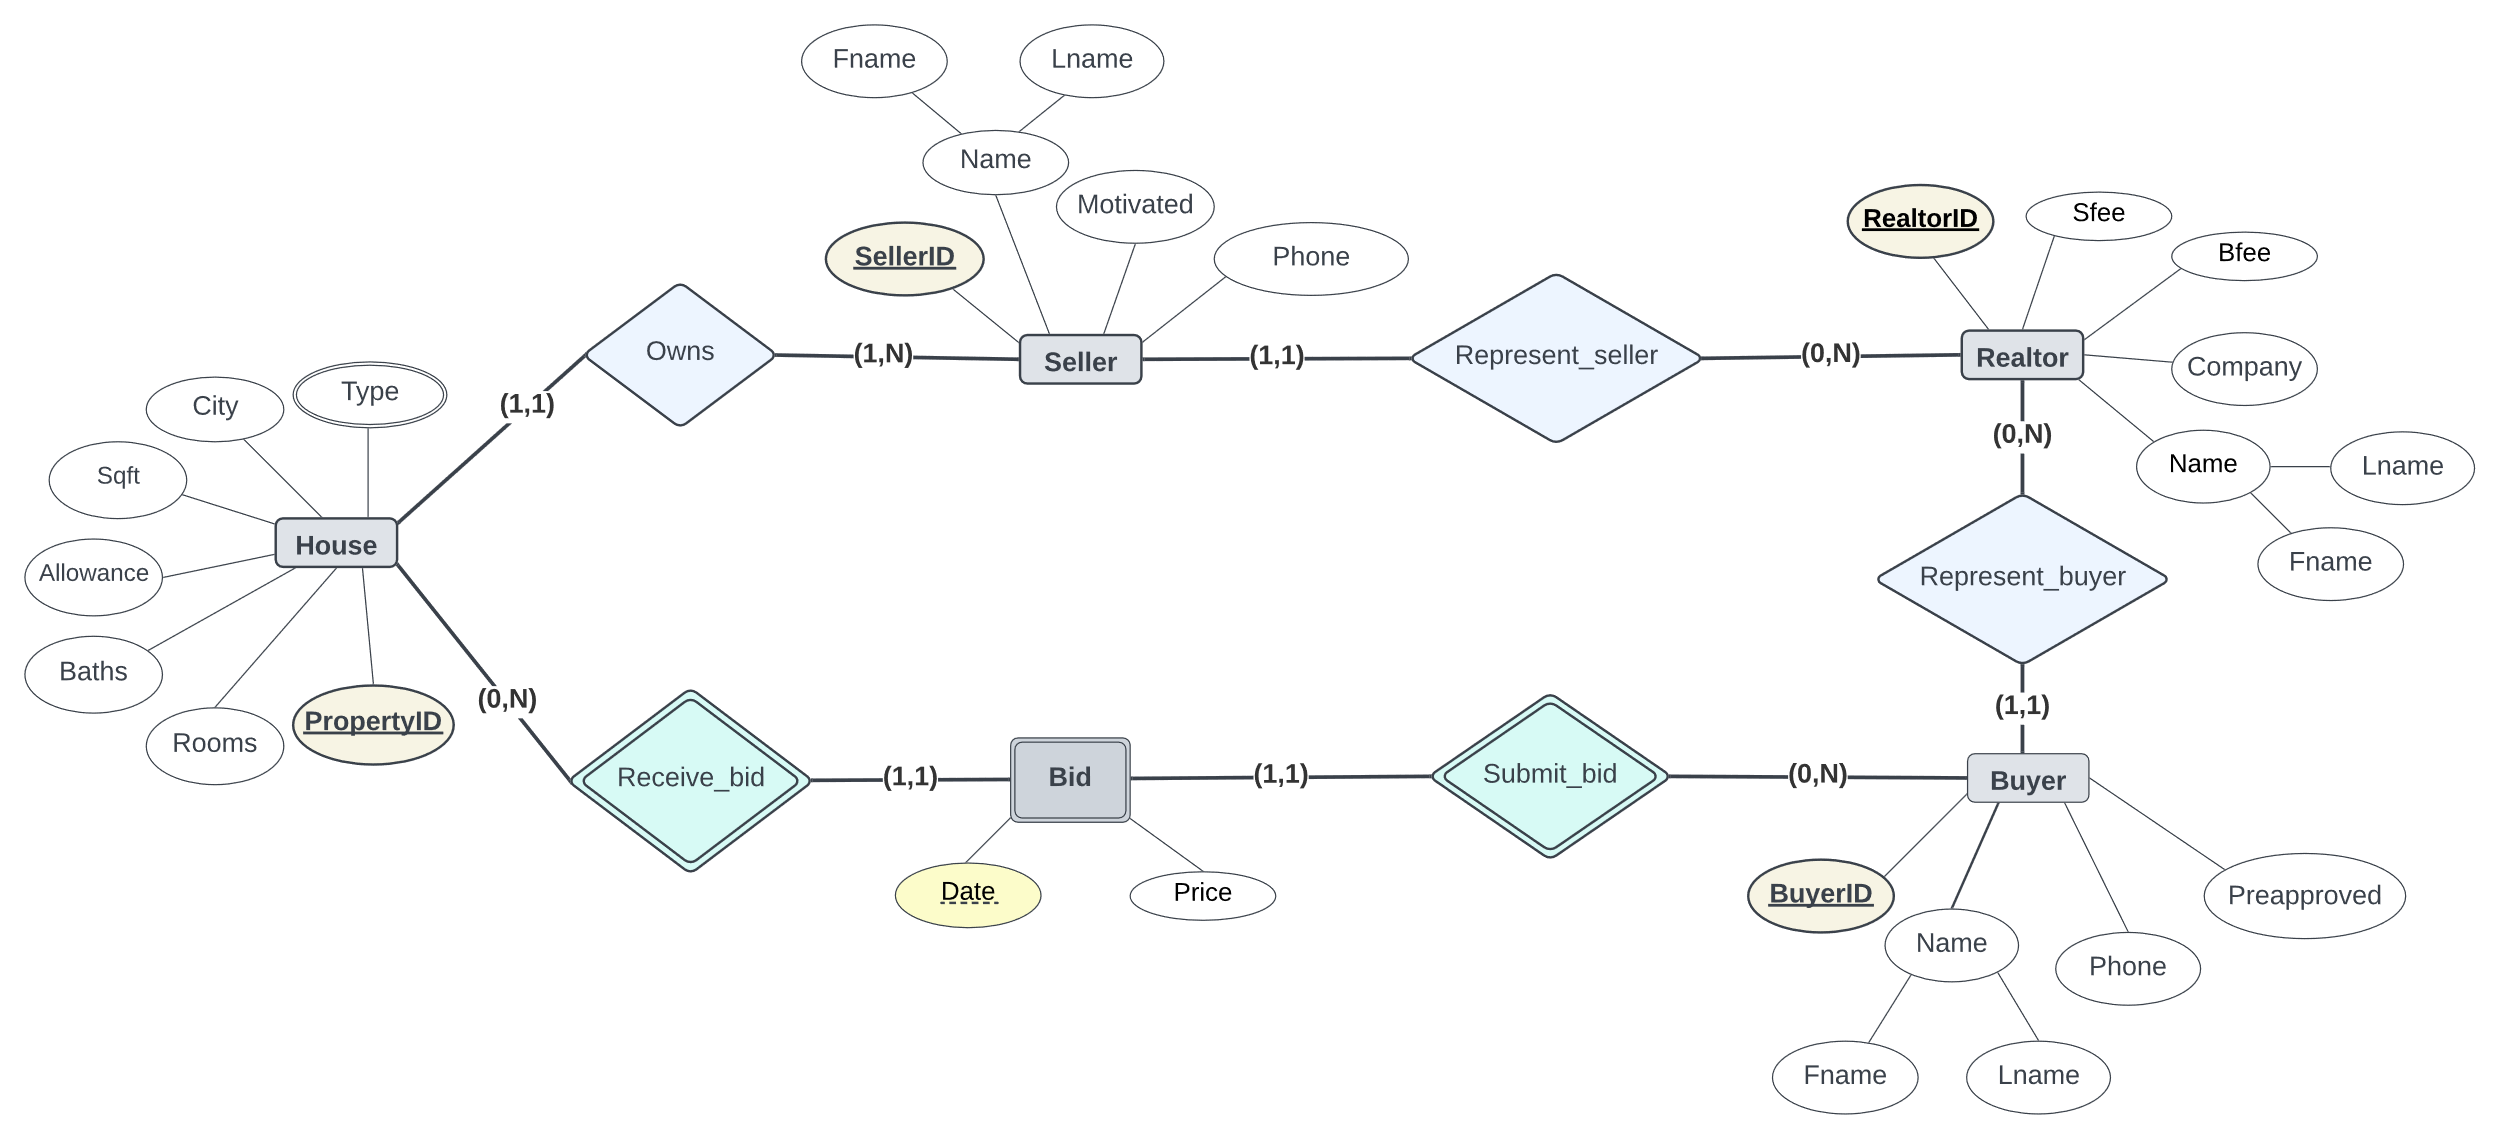 Fname
Lname
Name
Motivated
SellerID
Phone
RealtorID
Sfee
Bfee
Owns
(1,N)
Seller
(1,1)
Represent_seller
(0,N)
Realtor
Company
(1,1)
Type
City
Sqft
(0,N)
Name
Lname
House
Allowance
Represent_buyer
Fname
Baths
Rooms
PropertyID
(0,N)
(1,1)
Receive_bid
(1,1)
Bid
(1,1)
Submit_bid
(0,N)
Buyer
Date
Price
BuyerID
Preapproved
Name
Phone
Fname
Lname